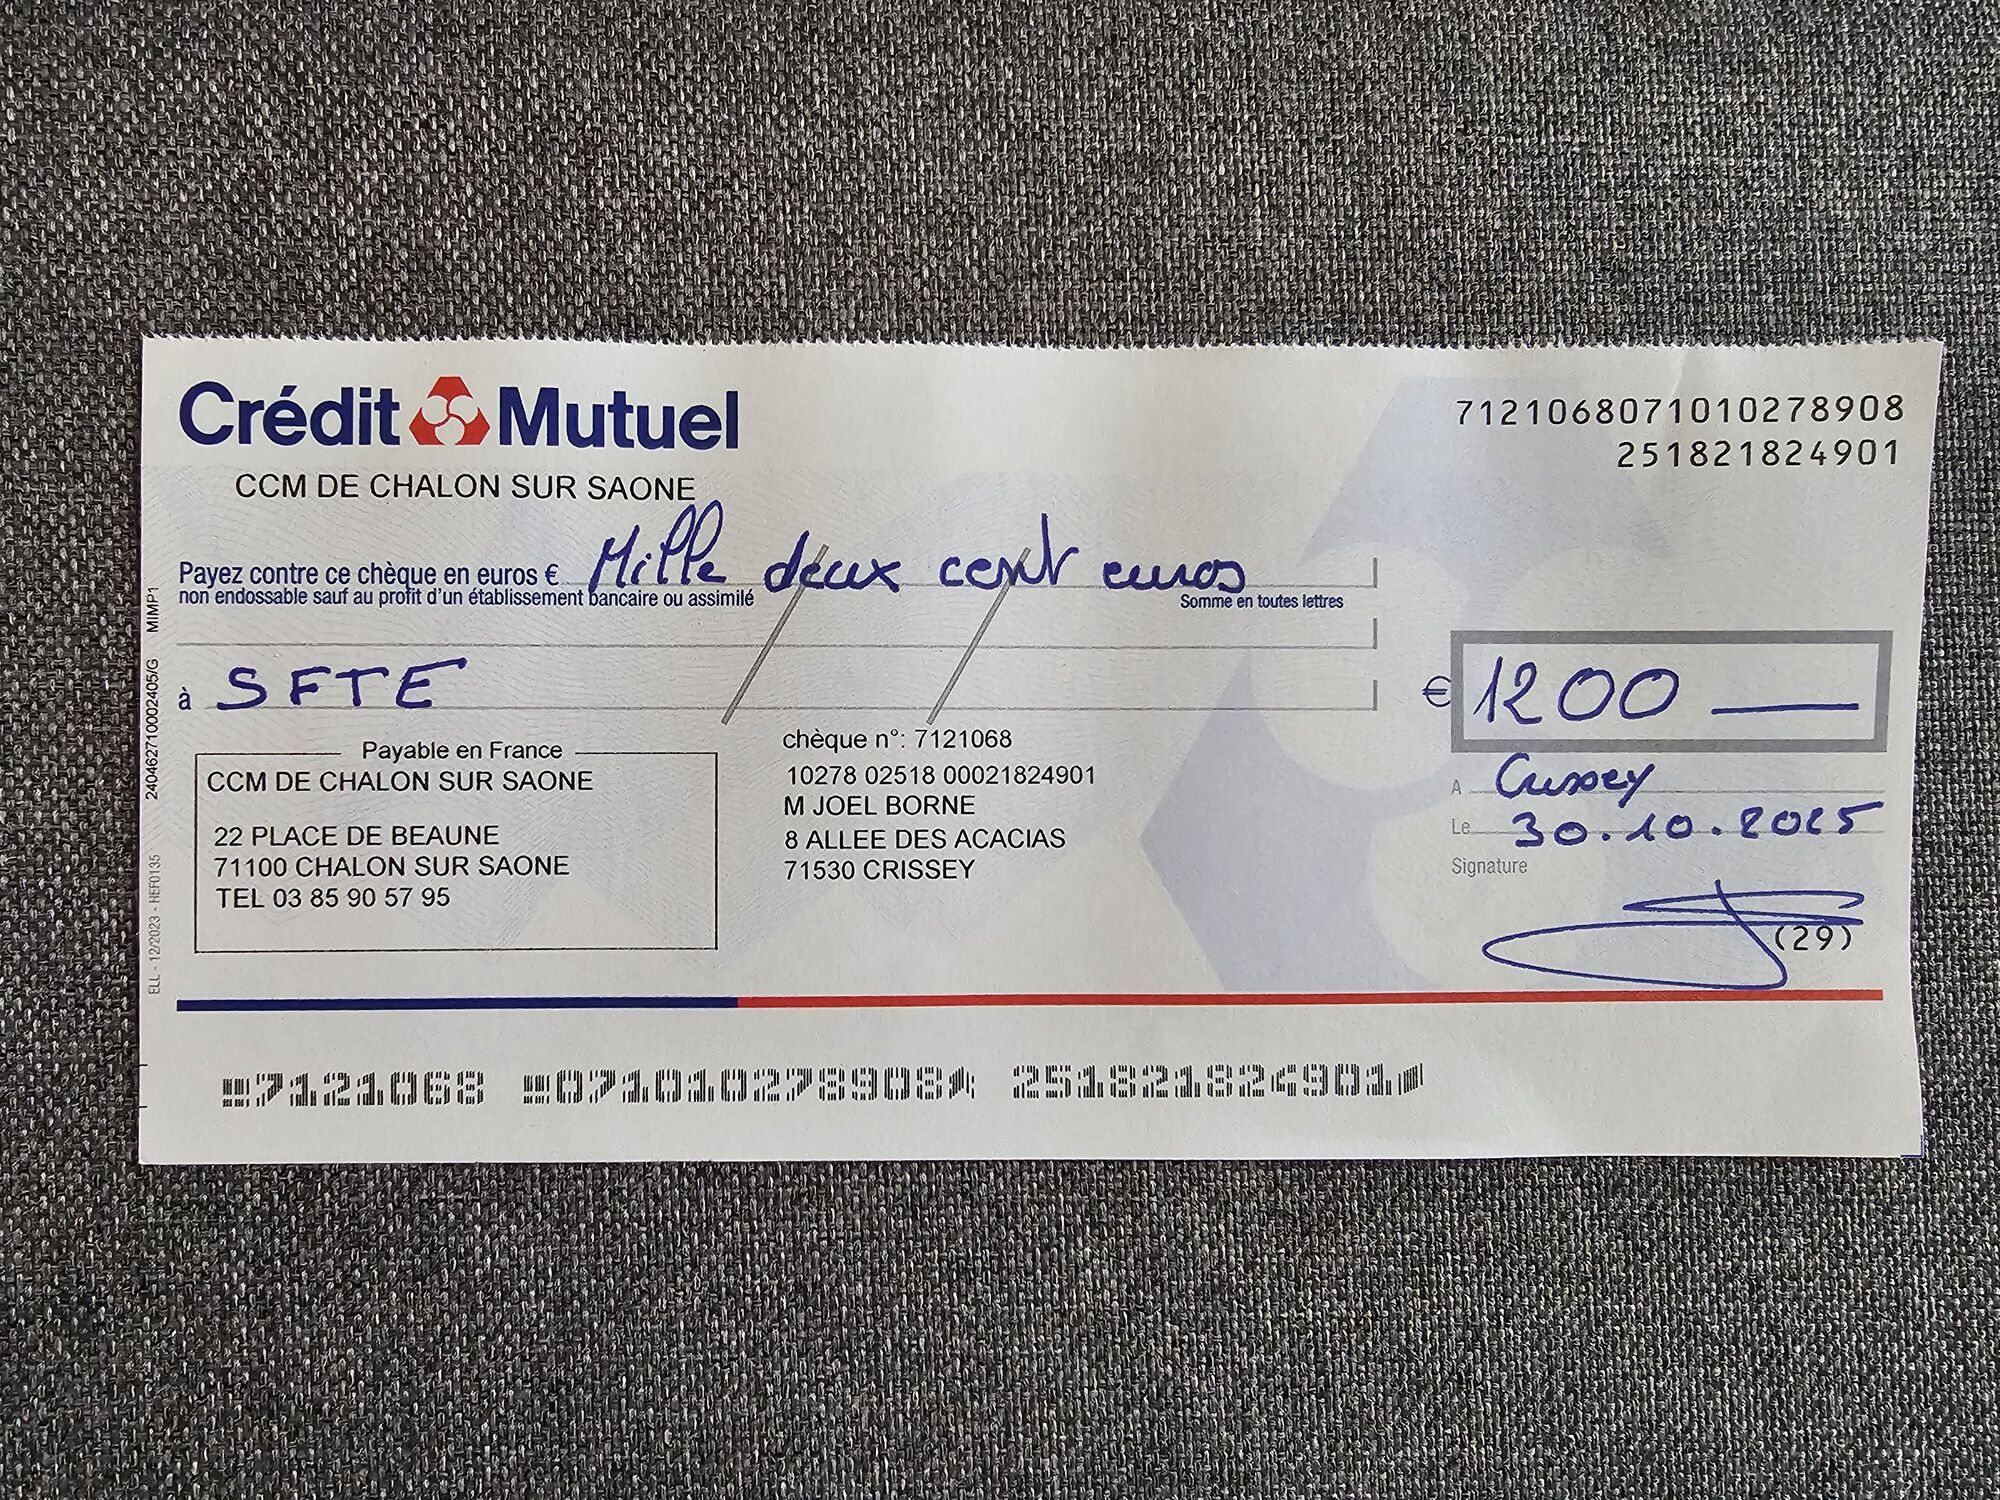 Crédit Mutuel
7121068071010278908
251821824901
CCM DE CHALON SUR SAONE
Payez contre ce chèque en euros € Mille deux cent euros
non endossable sauf au profit d'un établissement bancaire ou assimilé
Somme en toutes lettres
à SFTE
€ 1200
Payable en France
CCM DE CHALON SUR SAONE
22 PLACE DE BEAUNE
71100 CHALON SUR SAONE
TEL 03 85 90 57 95
chèque n°: 7121068
10278 02518 00021824901
M JOEL BORNE
8 ALLEE DES ACACIAS
71530 CRISSEY
A Crissey
Le 30.10.2025
Signature
(29)
MIMP1
240462710002405/G
ELL - 12/2023 - REF0135
7121068 071010278908 251821824901